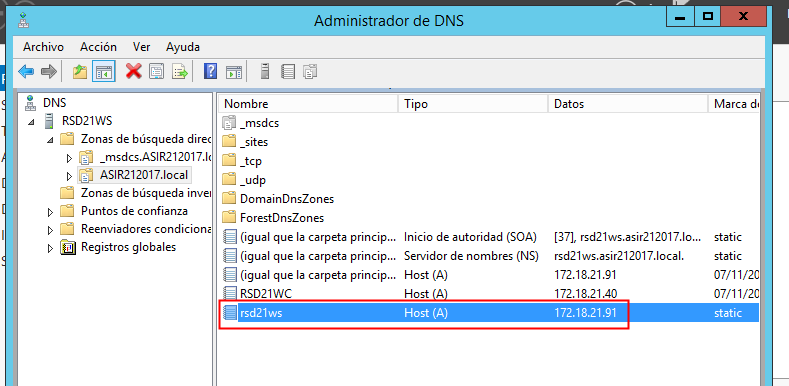 Administrador de DNS
Archivo Acción Ver Ayuda
DNS
RSD21WS
Zonas de búsqueda direc
_msdcs.ASIR212017.lo
ASIR212017.local
Zonas de búsqueda inver
Puntos de confianza
Reenviadores condiciona
Registros globales
Nombre Tipo Datos Marca de
_msdcs
_sites
_tcp
_udp
DomainDnsZones
ForestDnsZones
(igual que la carpeta princip... Inicio de autoridad (SOA) [37], rsd21ws.asir212017.lo... static
(igual que la carpeta princip... Servidor de nombres (NS) rsd21ws.asir212017.local. static
(igual que la carpeta princip... Host (A) 172.18.21.91 07/11/20
RSD21WC Host (A) 172.18.21.40 07/11/20
rsd21ws Host (A) 172.18.21.91 static